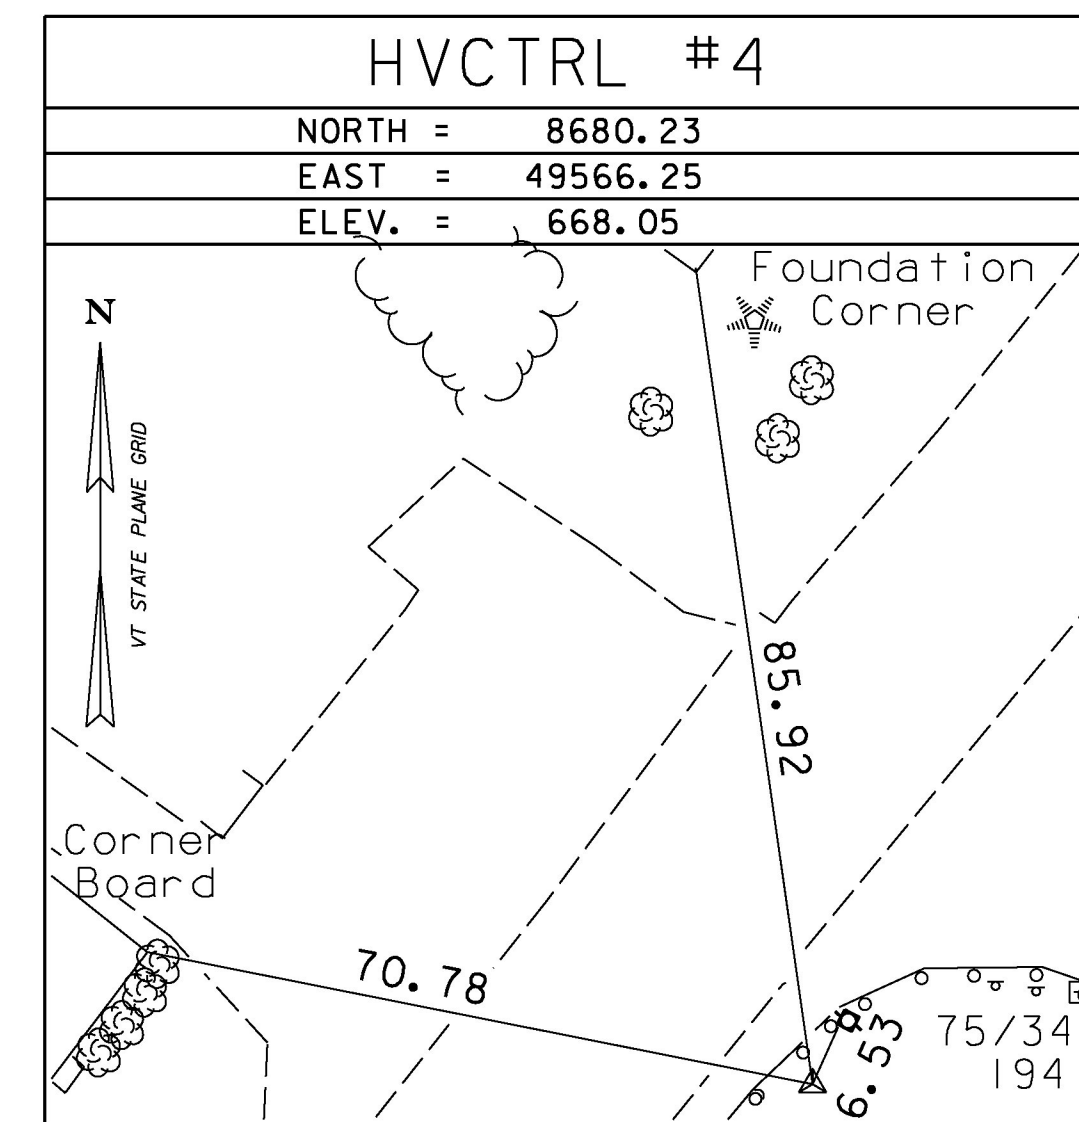 HVCTRL #4
NORTH = 8680.23
EAST = 49566.25
ELEV. = 668.05
Foundation
Corner
N
VT STATE PLANE GRID
85.92
Corner
Board
70.78
6.53
75/34
194